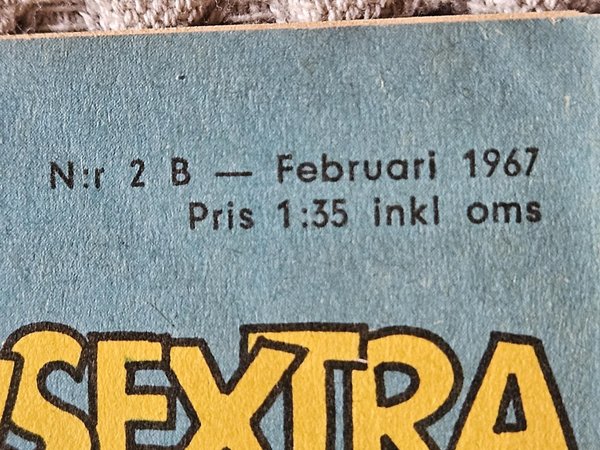 N:r 2 B — Februari 1967
Pris 1:35 inkl oms
SEXTRA